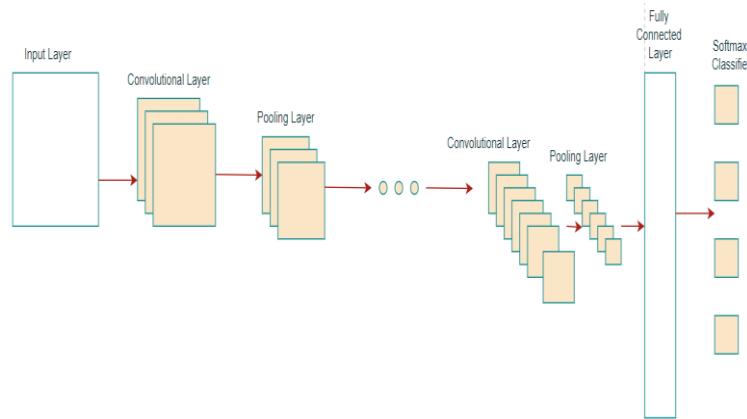 Input Layer
Convolutional Layer
Pooling Layer
Convolutional Layer
Pooling Layer
Fully
Connected
Layer
Softmax
Classifie